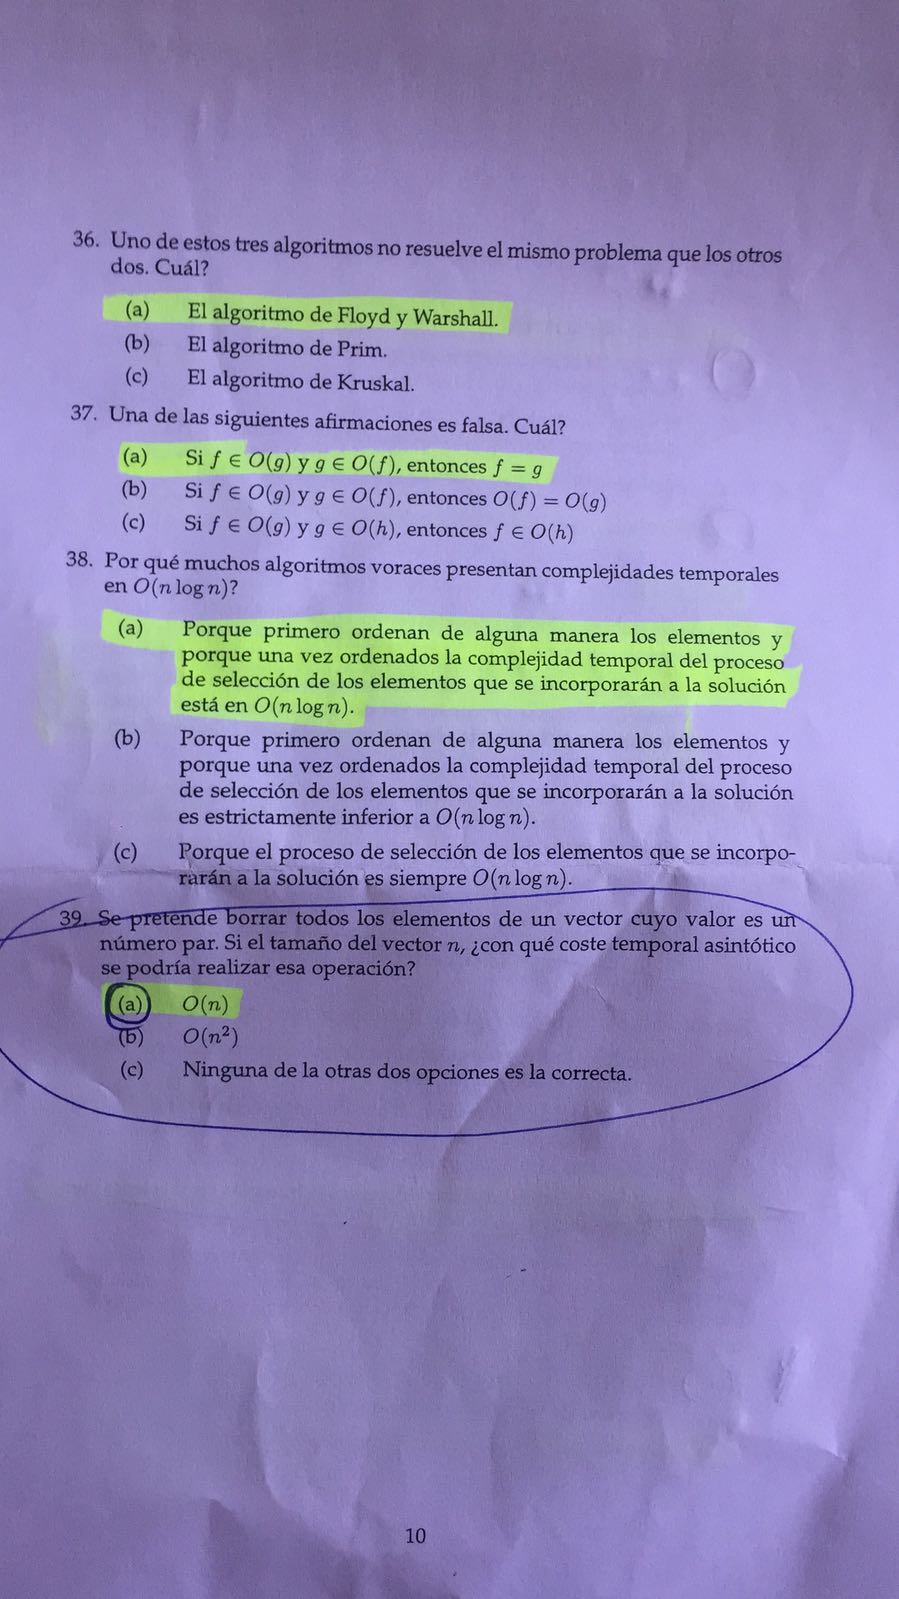 36. Uno de estos tres algoritmos no resuelve el mismo problema que los otros
dos. Cuál?
(a) El algoritmo de Floyd y Warshall.
(b) El algoritmo de Prim.
(c) El algoritmo de Kruskal.
37. Una de las siguientes afirmaciones es falsa. Cuál?
(a) Si f ∈ O(g) y g ∈ O(f), entonces f = g
(b) Si f ∈ O(g) y g ∈ O(f), entonces O(f) = O(g)
(c) Si f ∈ O(g) y g ∈ O(h), entonces f ∈ O(h)
38. Por qué muchos algoritmos voraces presentan complejidades temporales
en O(n log n)?
(a) Porque primero ordenan de alguna manera los elementos y
porque una vez ordenados la complejidad temporal del proceso
de selección de los elementos que se incorporarán a la solución
está en O(n log n).
(b) Porque primero ordenan de alguna manera los elementos y
porque una vez ordenados la complejidad temporal del proceso
de selección de los elementos que se incorporarán a la solución
es estrictamente inferior a O(n log n).
(c) Porque el proceso de selección de los elementos que se incorpo-
rarán a la solución es siempre O(n log n).
39. Se pretende borrar todos los elementos de un vector cuyo valor es un
número par. Si el tamaño del vector n, ¿con qué coste temporal asintótico
se podría realizar esa operación?
(a) O(n)
(b) O(n²)
(c) Ninguna de la otras dos opciones es la correcta.
10